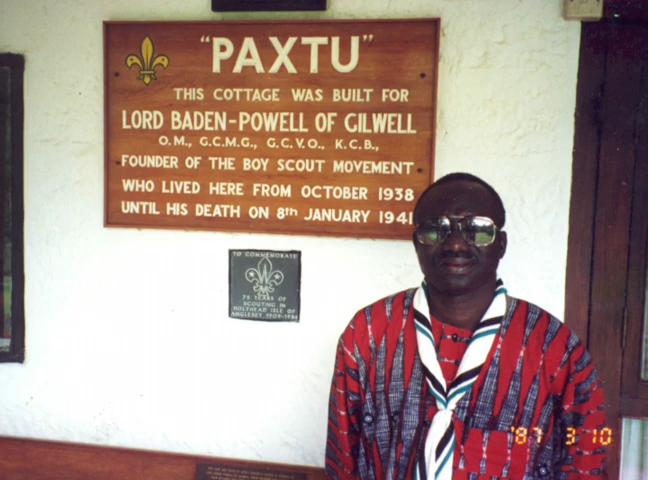 "PAXTU"
THIS COTTAGE WAS BUILT FOR
LORD BADEN-POWELL OF GILWELL
O.M., G.C.M.G., G.C.V.O., K.C.B.,
FOUNDER OF THE BOY SCOUT MOVEMENT
WHO LIVED HERE FROM OCTOBER 1938
UNTIL HIS DEATH ON 8th JANUARY 1941
TO COMMEMORATE
75 YEARS OF
SCOUTING IN
HOLYHEAD ISLE OF
ANGLESEY 1909-1984
'87 3 10